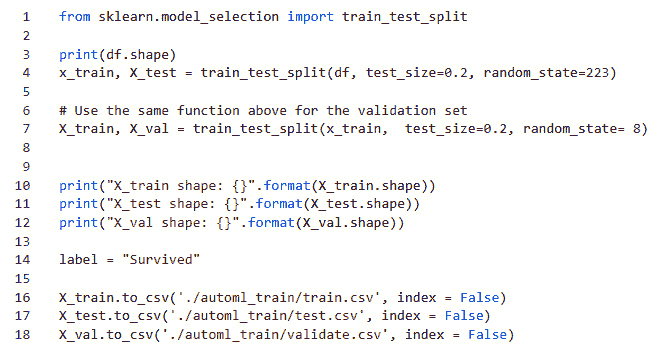 1 from sklearn.model_selection import train_test_split
2
3 print(df.shape)
4 x_train, X_test = train_test_split(df, test_size=0.2, random_state=223)
5
6 # Use the same function above for the validation set
7 X_train, X_val = train_test_split(x_train,  test_size=0.2, random_state= 8)
8
9
10 print("X_train shape: {}".format(X_train.shape))
11 print("X_test shape: {}".format(X_test.shape))
12 print("X_val shape: {}".format(X_val.shape))
13
14 label = "Survived"
15
16 X_train.to_csv('./automl_train/train.csv', index = False)
17 X_test.to_csv('./automl_train/test.csv', index = False)
18 X_val.to_csv('./automl_train/validate.csv', index = False)